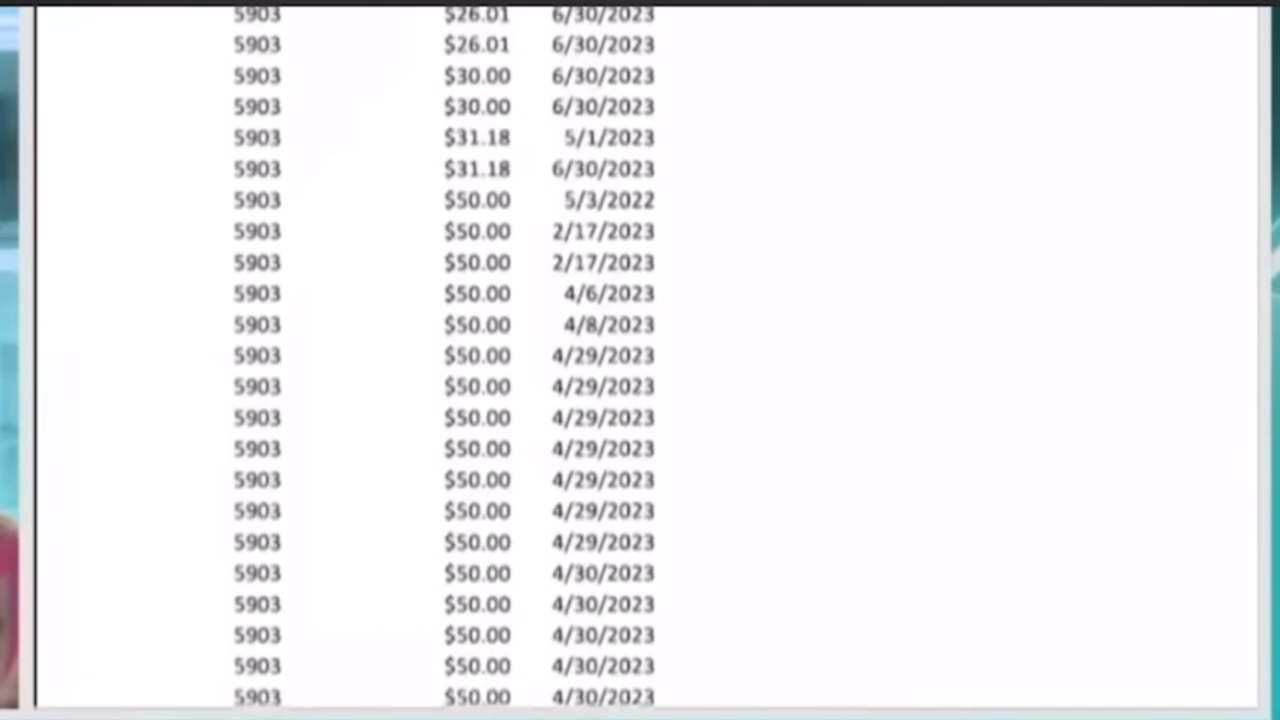 5903 $26.01 6/30/2023
5903 $26.01 6/30/2023
5903 $30.00 6/30/2023
5903 $30.00 6/30/2023
5903 $31.18 5/1/2023
5903 $31.18 6/30/2023
5903 $50.00 5/3/2022
5903 $50.00 2/17/2023
5903 $50.00 2/17/2023
5903 $50.00 4/6/2023
5903 $50.00 4/8/2023
5903 $50.00 4/29/2023
5903 $50.00 4/29/2023
5903 $50.00 4/29/2023
5903 $50.00 4/29/2023
5903 $50.00 4/29/2023
5903 $50.00 4/29/2023
5903 $50.00 4/29/2023
5903 $50.00 4/30/2023
5903 $50.00 4/30/2023
5903 $50.00 4/30/2023
5903 $50.00 4/30/2023
5903 $50.00 4/30/2023